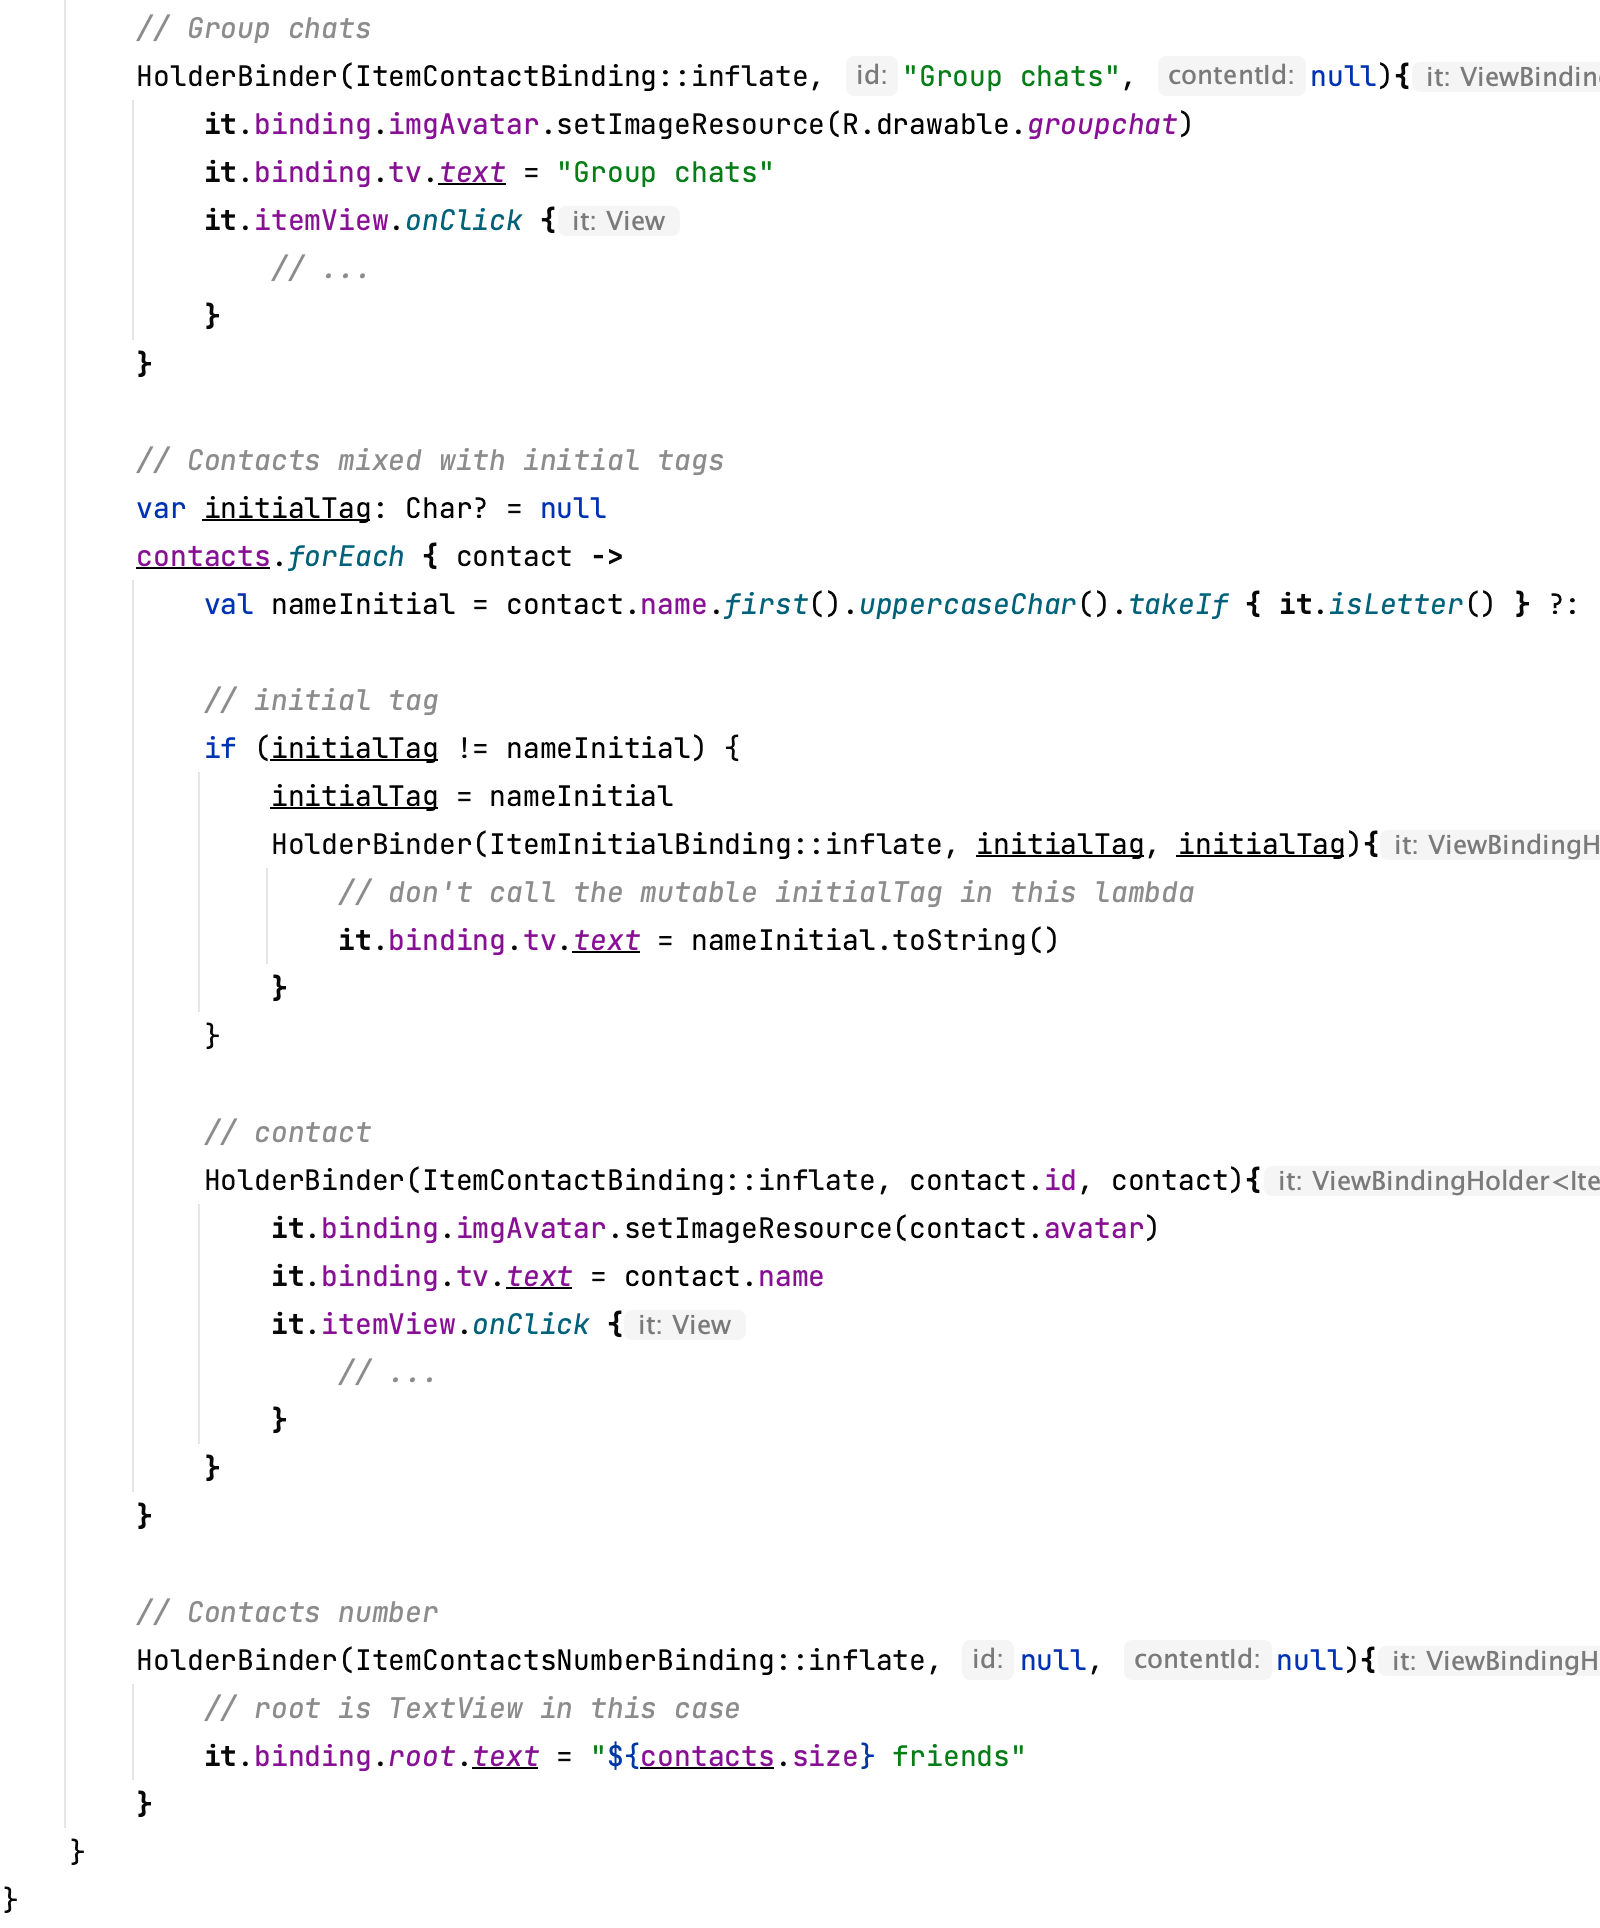 // Group chats
HolderBinder(ItemContactBinding::inflate, id: "Group chats", contentId: null){ it: ViewBinding
it.binding.imgAvatar.setImageResource(R.drawable.groupchat)
it.binding.tv.text = "Group chats"
it.itemView.onClick { it: View
// ...
}
}
// Contacts mixed with initial tags
var initialTag: Char? = null
contacts.forEach { contact ->
val nameInitial = contact.name.first().uppercaseChar().takeIf { it.isLetter() } ?:
// initial tag
if (initialTag != nameInitial) {
initialTag = nameInitial
HolderBinder(ItemInitialBinding::inflate, initialTag, initialTag){ it: ViewBindingH
// don't call the mutable initialTag in this lambda
it.binding.tv.text = nameInitial.toString()
}
}
// contact
HolderBinder(ItemContactBinding::inflate, contact.id, contact){ it: ViewBindingHolder<Ite
it.binding.imgAvatar.setImageResource(contact.avatar)
it.binding.tv.text = contact.name
it.itemView.onClick { it: View
// ...
}
}
}
// Contacts number
HolderBinder(ItemContactsNumberBinding::inflate, id: null, contentId: null){ it: ViewBindingH
// root is TextView in this case
it.binding.root.text = "${contacts.size} friends"
}
}
}